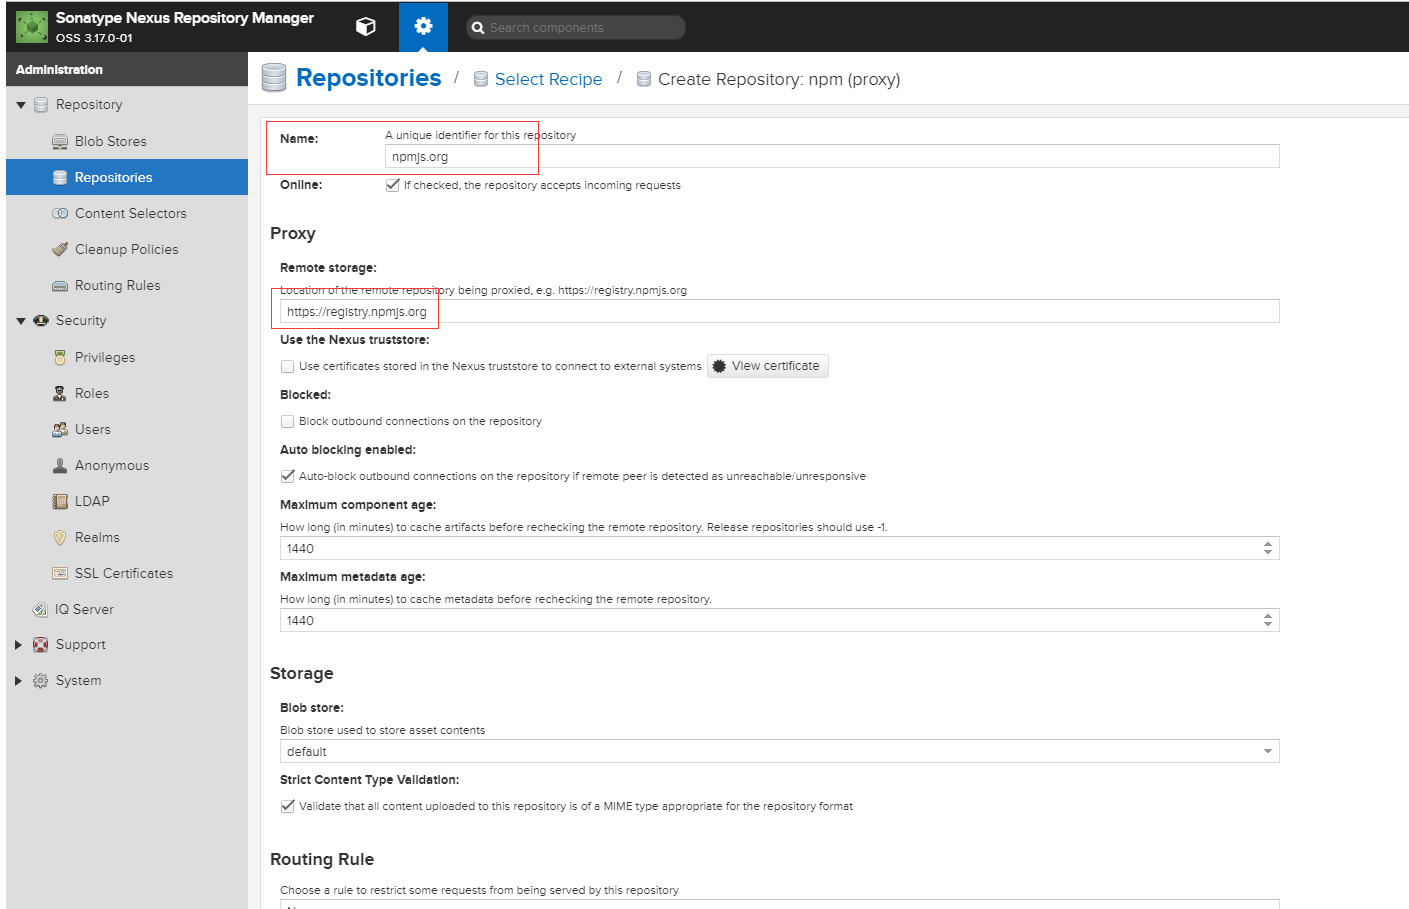 Sonatype Nexus Repository Manager
OSS 3.17.0-01
Search components
Administration
Repositories / Select Recipe / Create Repository: npm (proxy)
Repository
Blob Stores
Repositories
Content Selectors
Cleanup Policies
Routing Rules
Security
Privileges
Roles
Users
Anonymous
LDAP
Realms
SSL Certificates
IQ Server
Support
System
Name:
A unique identifier for this repository
npmjs.org
Online:
If checked, the repository accepts incoming requests
Proxy
Remote storage:
Location of the remote repository being proxied, e.g. https://registry.npmjs.org
https://registry.npmjs.org
Use the Nexus truststore:
Use certificates stored in the Nexus truststore to connect to external systems
View certificate
Blocked:
Block outbound connections on the repository
Auto blocking enabled:
Auto-block outbound connections on the repository if remote peer is detected as unreachable/unresponsive
Maximum component age:
How long (in minutes) to cache artifacts before rechecking the remote repository. Release repositories should use -1.
1440
Maximum metadata age:
How long (in minutes) to cache metadata before rechecking the remote repository.
1440
Storage
Blob store:
Blob store used to store asset contents
default
Strict Content Type Validation:
Validate that all content uploaded to this repository is of a MIME type appropriate for the repository format
Routing Rule
Choose a rule to restrict some requests from being served by this repository